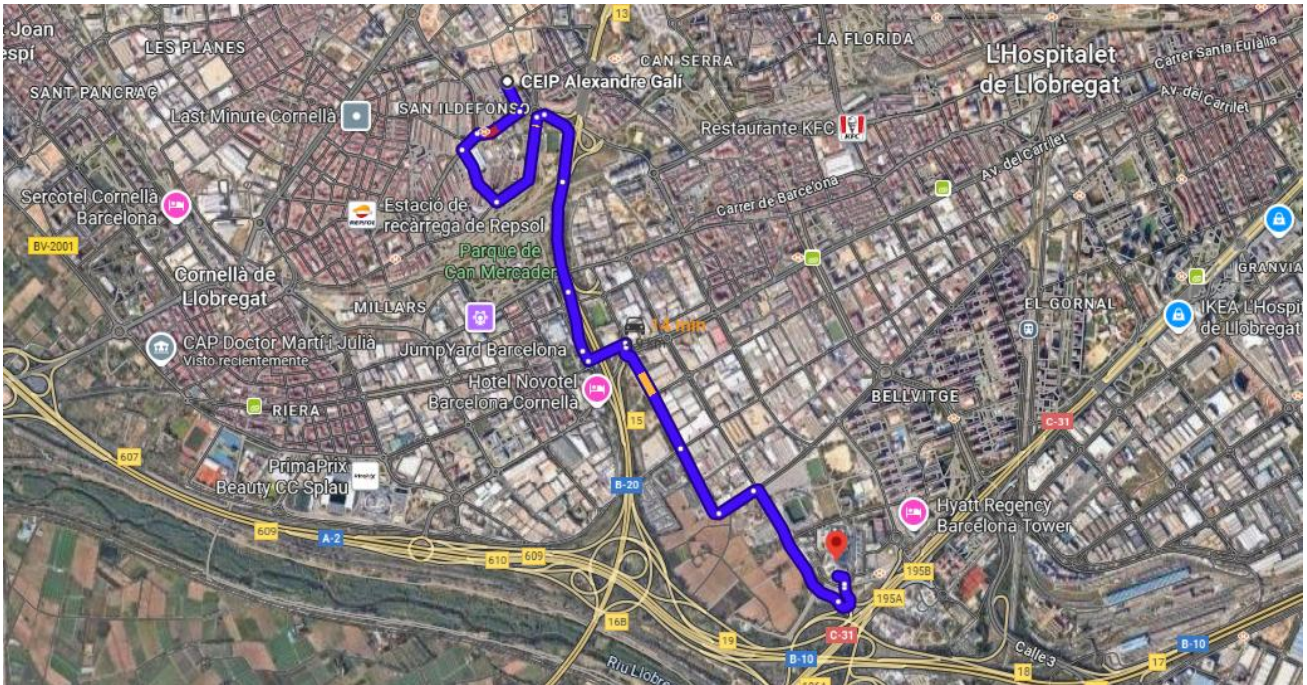 13
LA FLORIDA
L'Hospitalet
de Llobregat
Carrer Santa Eulàlia
LES PLANES
CAN SERRA
CEIP Alexandre Galí
SANT PANCRAÇ
SAN ILDEFONSO
Av. del Carrilet
Last Minute Cornellà
Restaurante KFC
KFC
Av. del Carrilet
Sercotel Cornellà
Barcelona
REPSOL
Estació de
recàrrega de Repsol
Carrer de Barcelona
BV-2001
Parque de
Can Mercader
Cornellà de
Llobregat
GRANVIA
MILLARS
EL GORNAL
IKEA L'Hospi
de Llobregat
14 min
CAP Doctor Martí i Julià
Visto recientemente
JumpYard Barcelona
Hotel Novotel
Barcelona Cornellà
BELLVITGE
RIERA
15
C-31
607
PrimaPrix
Beauty CC Splau
B-20
Hyatt Regency
Barcelona Tower
609
A-2
610
609
195B
195A
16B
19
C-31
B-10
Calle 3
18
17
B-10
Riu Llobre